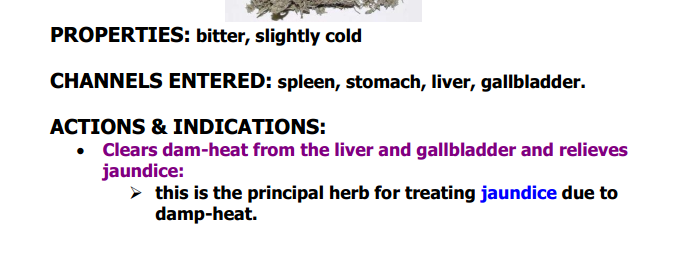 PROPERTIES: bitter, slightly cold
CHANNELS ENTERED: spleen, stomach, liver, gallbladder.
ACTIONS & INDICATIONS:
• Clears dam-heat from the liver and gallbladder and relieves
jaundice:
➢ this is the principal herb for treating jaundice due to
damp-heat.